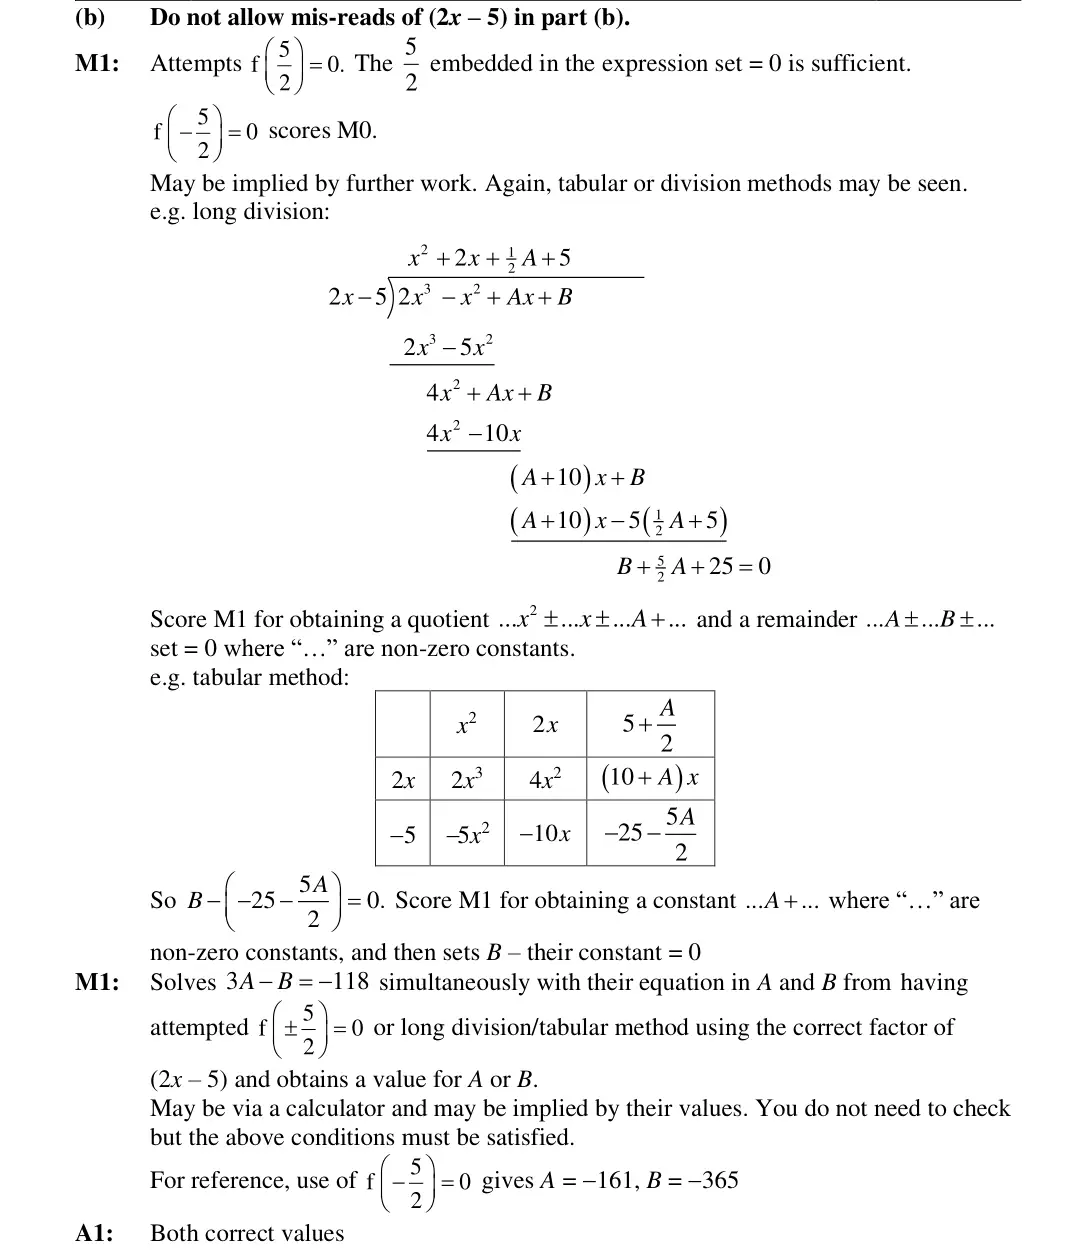 (b) Do not allow mis-reads of (2x – 5) in part (b).
M1: Attempts f(5/2) = 0. The 5/2 embedded in the expression set = 0 is sufficient.
f(−5/2) = 0 scores M0.
May be implied by further work. Again, tabular or division methods may be seen.
e.g. long division:
x² + 2x + ½A + 5
2x − 5)2x³ − x² + Ax + B
2x³ − 5x²
4x² + Ax + B
4x² − 10x
(A + 10)x + B
(A + 10)x − 5(½A + 5)
B + 5/2 A + 25 = 0
Score M1 for obtaining a quotient ...x² ± ...x ± ...A + ... and a remainder ...A ± ...B ± ...
set = 0 where “…” are non-zero constants.
e.g. tabular method:
x² 2x 5 + A/2
2x 2x³ 4x² (10 + A)x
–5 –5x² −10x −25 − 5A/2
So B − (−25 − 5A/2) = 0. Score M1 for obtaining a constant ...A + ... where “…” are
non-zero constants, and then sets B – their constant = 0
M1: Solves 3A − B = −118 simultaneously with their equation in A and B from having
attempted f(±5/2) = 0 or long division/tabular method using the correct factor of
(2x – 5) and obtains a value for A or B.
May be via a calculator and may be implied by their values. You do not need to check
but the above conditions must be satisfied.
For reference, use of f(−5/2) = 0 gives A = −161, B = −365
A1: Both correct values